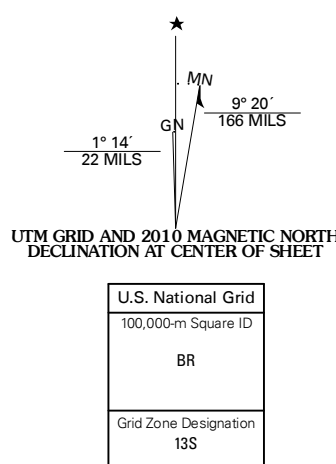 MN
GN
9° 20´
166 MILS
1° 14´
22 MILS
UTM GRID AND 2010 MAGNETIC NORTH
DECLINATION AT CENTER OF SHEET
U.S. National Grid
100,000-m Square ID
BR
Grid Zone Designation
13S